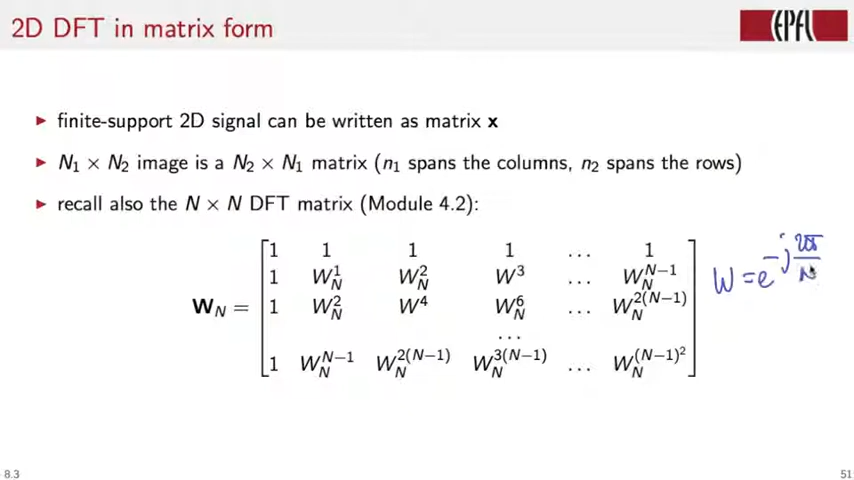 2D DFT in matrix form
EPFL
► finite-support 2D signal can be written as matrix x
► N₁ × N₂ image is a N₂ × N₁ matrix (n₁ spans the columns, n₂ spans the rows)
► recall also the N × N DFT matrix (Module 4.2):
1 1 1 1 … 1
1 W_N^1 W_N^2 W^3 … W_N^{N−1}
W_N = 1 W_N^2 W^4 W_N^6 … W_N^{2(N−1)}
…
1 W_N^{N−1} W_N^{2(N−1)} W_N^{3(N−1)} … W_N^{(N−1)^2}
W = e^{−j 2π/N}
8.3
51